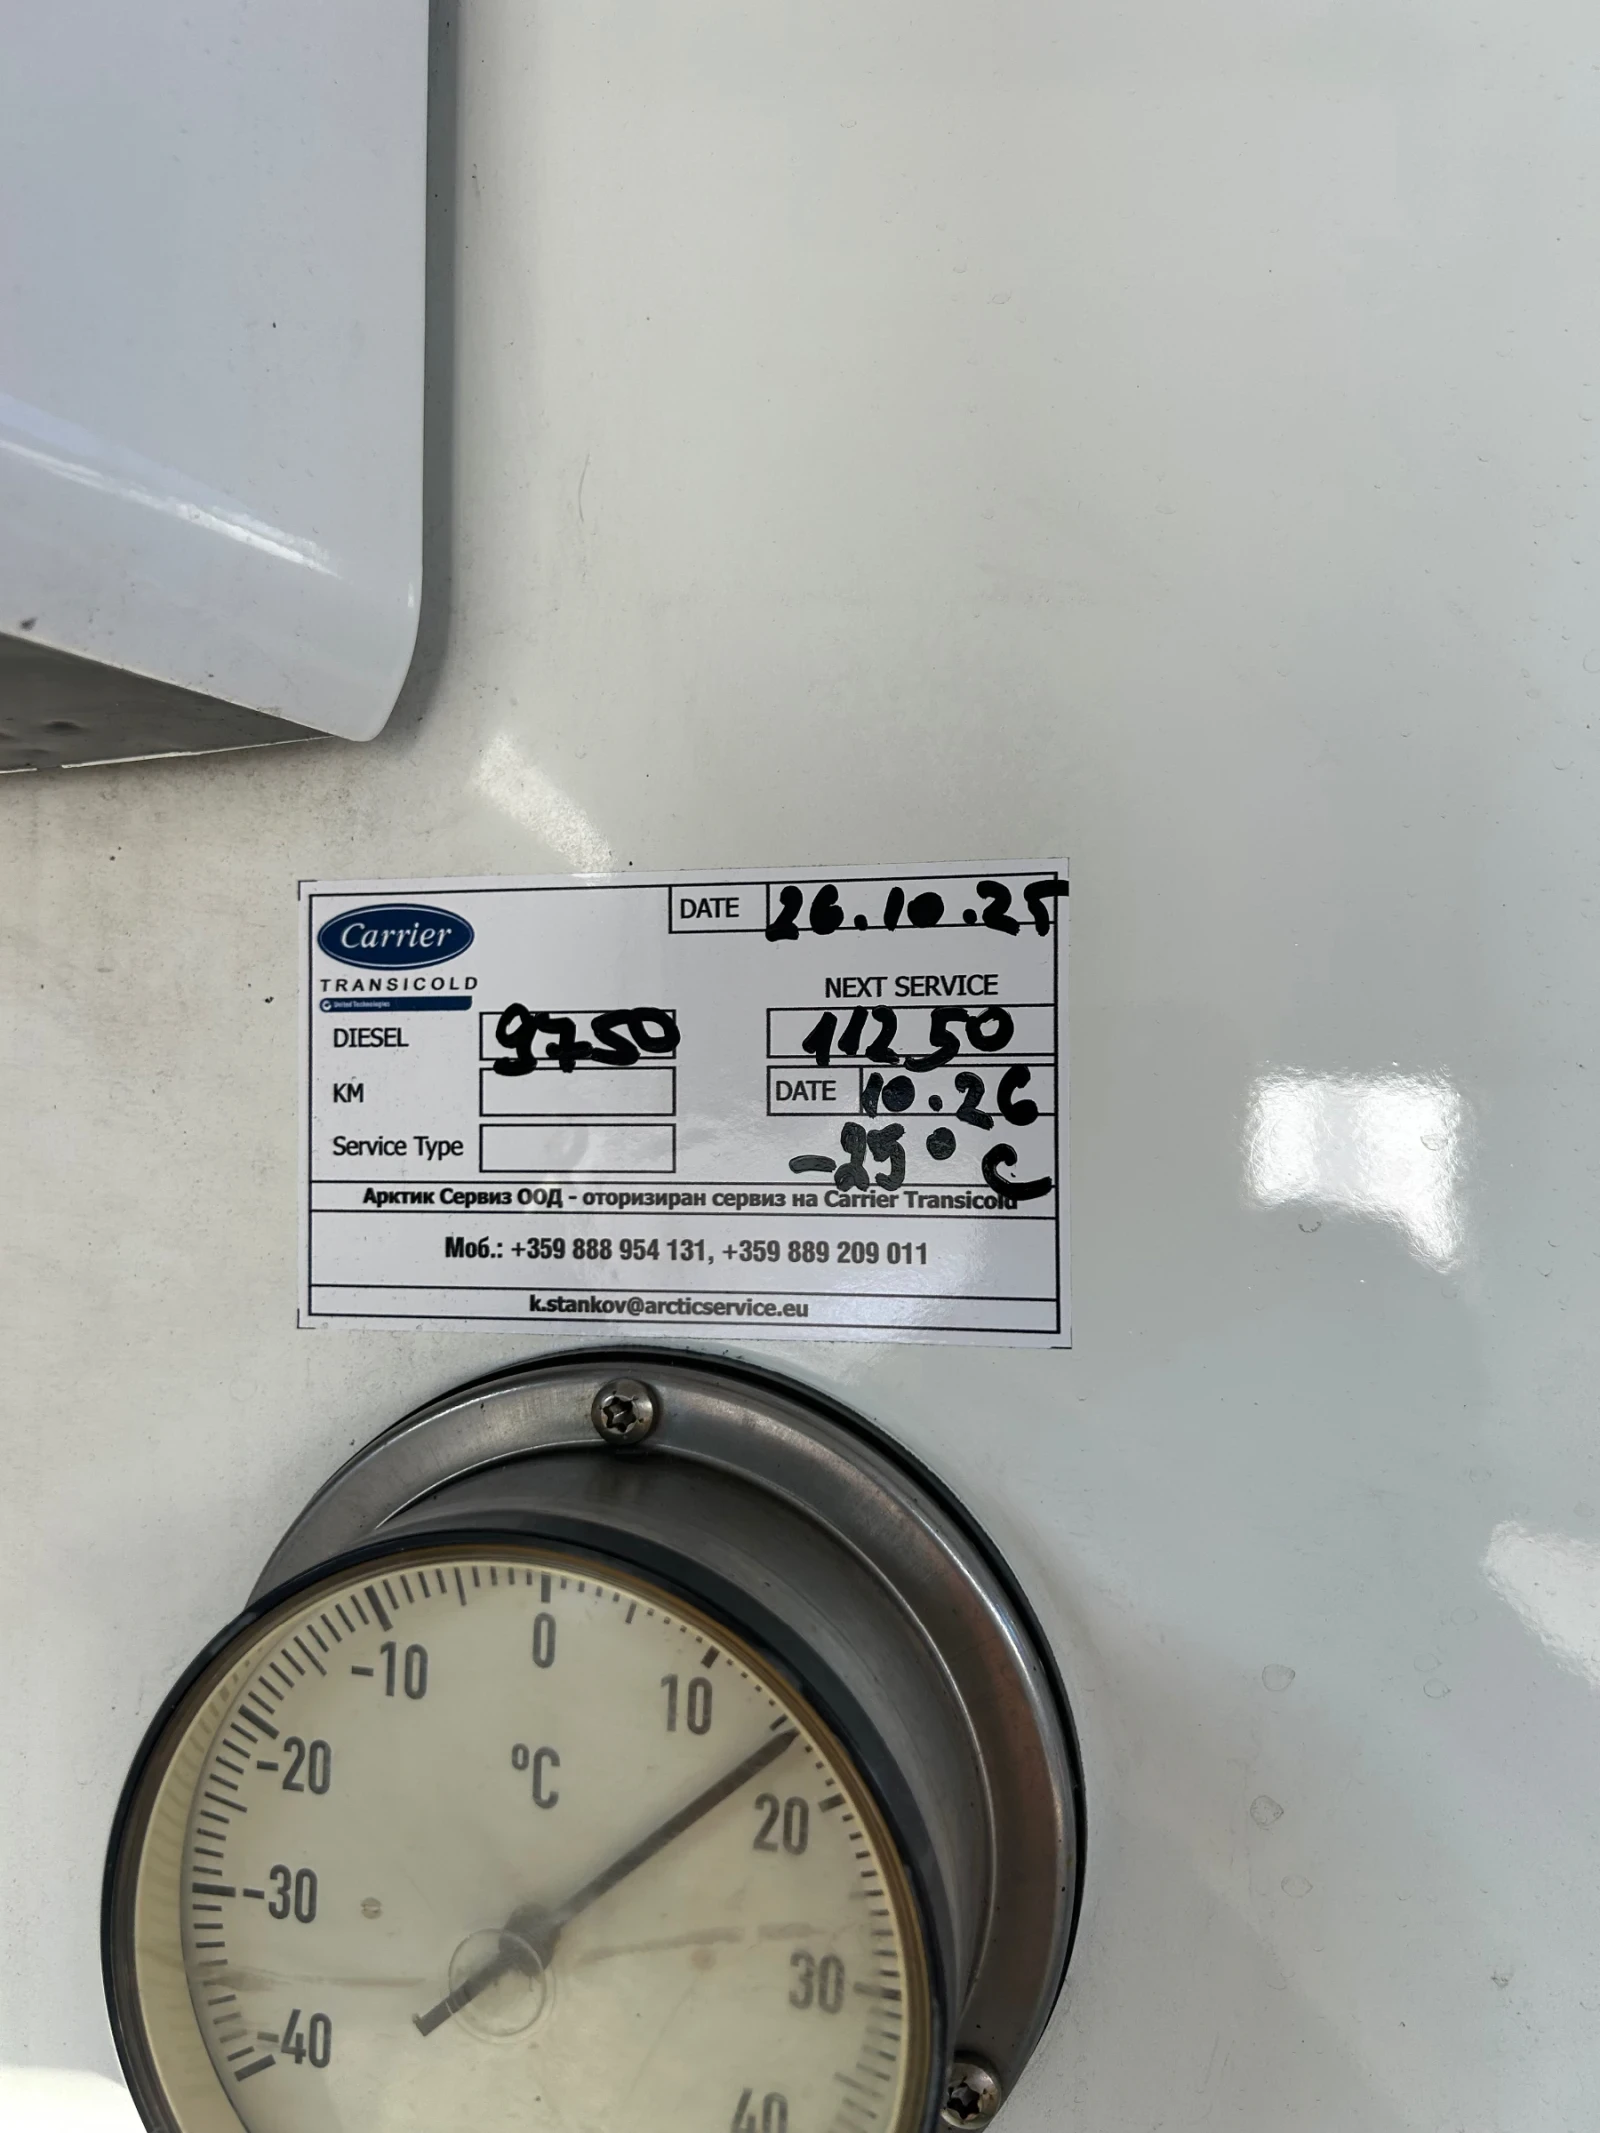 DATE 26.10.25
Carrier
TRANSICOLD
United Technologies
NEXT SERVICE
DIESEL 9750 11250
KM DATE 10.26
Service Type -25° C
Арктик Сервиз ООД - оторизиран сервиз на Carrier Transicold
Моб.: +359 888 954 131, +359 889 209 011
k.stankov@arcticservice.eu
0
-10 10
°C
-20 20
-30 30
-40 40